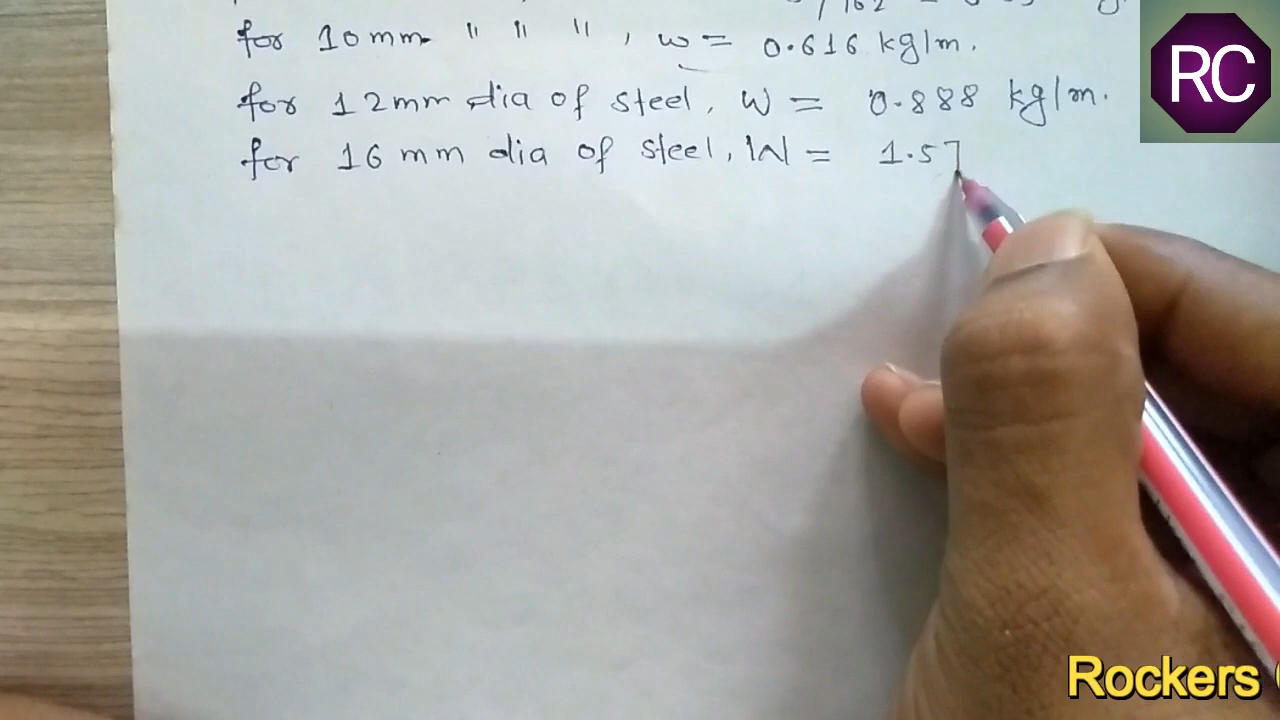 for 10mm " " " , w = 0.616 kg/m.
for 12mm dia of steel, W = 0.888 kg/m.
for 16 mm dia of steel, W = 1.57
RC
Rockers